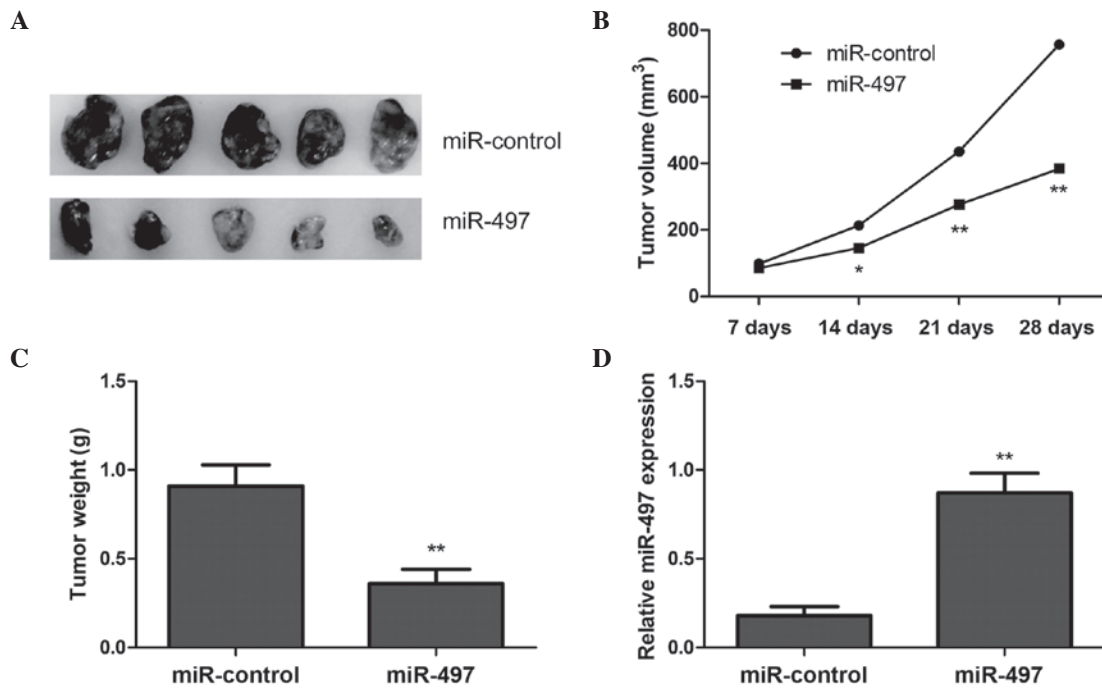 A
miR-control
miR-497
B
miR-control
miR-497
Tumor volume (mm³)
800
600
400
200
0
*
**
**
7 days
14 days
21 days
28 days
C
Tumor weight (g)
1.5
1.0
0.5
0.0
**
miR-control
miR-497
D
Relative miR-497 expression
1.5
1.0
0.5
0.0
**
miR-control
miR-497